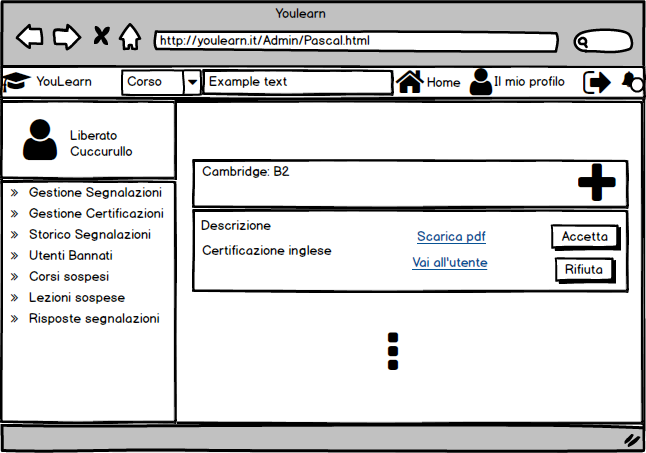 Youlearn
http://youlearn.it/Admin/Pascal.html
YouLearn
Corso
Example text
Home
Il mio profilo
Liberato
Cuccurullo
Gestione Segnalazioni
Gestione Certificazioni
Storico Segnalazioni
Utenti Bannati
Corsi sospesi
Lezioni sospese
Risposte segnalazioni
Cambridge: B2
Descrizione
Certificazione inglese
Scarica pdf
Vai all'utente
Accetta
Rifiuta